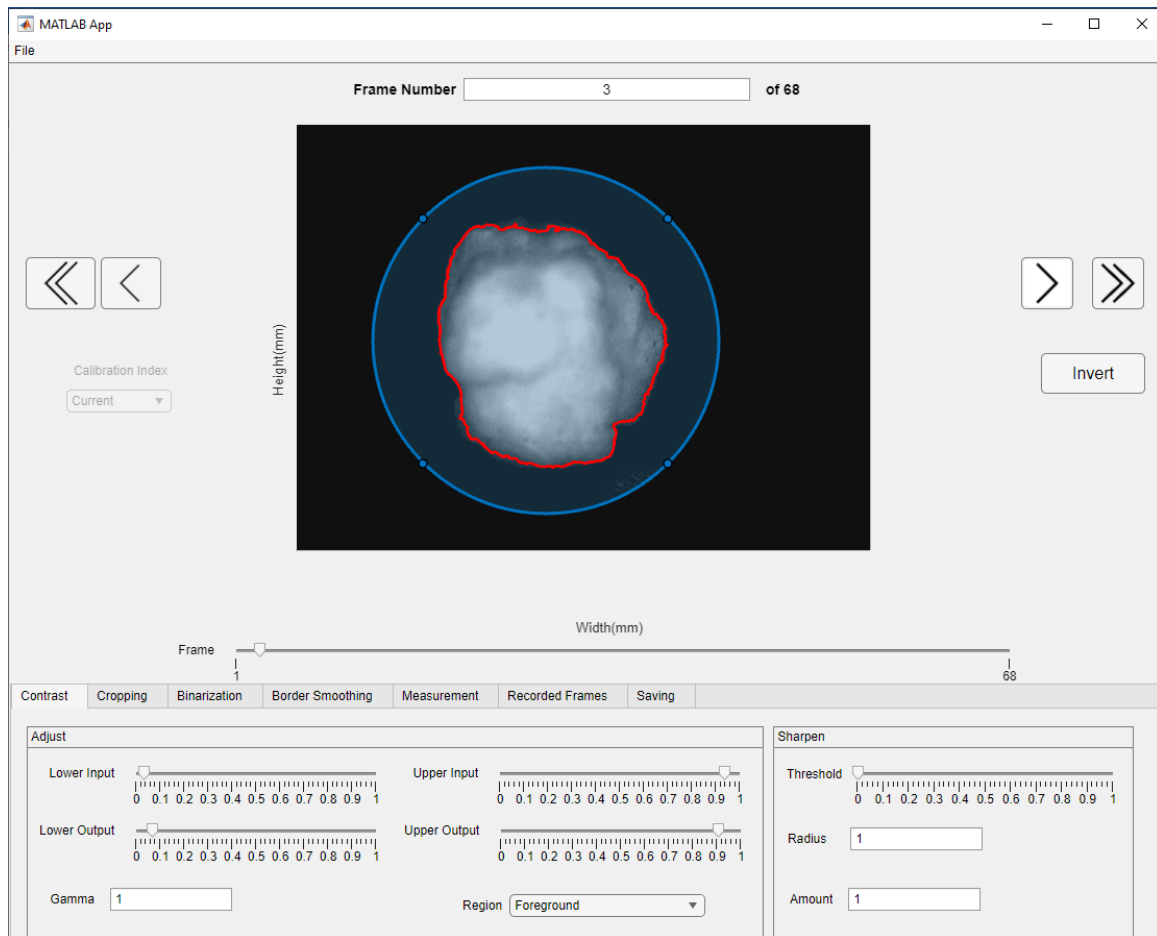 MATLAB App
File
Frame Number 3 of 68
Height(mm)
Calibration Index
Current
Invert
Width(mm)
Frame
1 68
Contrast Cropping Binarization Border Smoothing Measurement Recorded Frames Saving
Adjust
Lower Input
0 0.1 0.2 0.3 0.4 0.5 0.6 0.7 0.8 0.9 1
Upper Input
0 0.1 0.2 0.3 0.4 0.5 0.6 0.7 0.8 0.9 1
Lower Output
0 0.1 0.2 0.3 0.4 0.5 0.6 0.7 0.8 0.9 1
Upper Output
0 0.1 0.2 0.3 0.4 0.5 0.6 0.7 0.8 0.9 1
Gamma 1
Region Foreground
Sharpen
Threshold
0 0.1 0.2 0.3 0.4 0.5 0.6 0.7 0.8 0.9 1
Radius 1
Amount 1